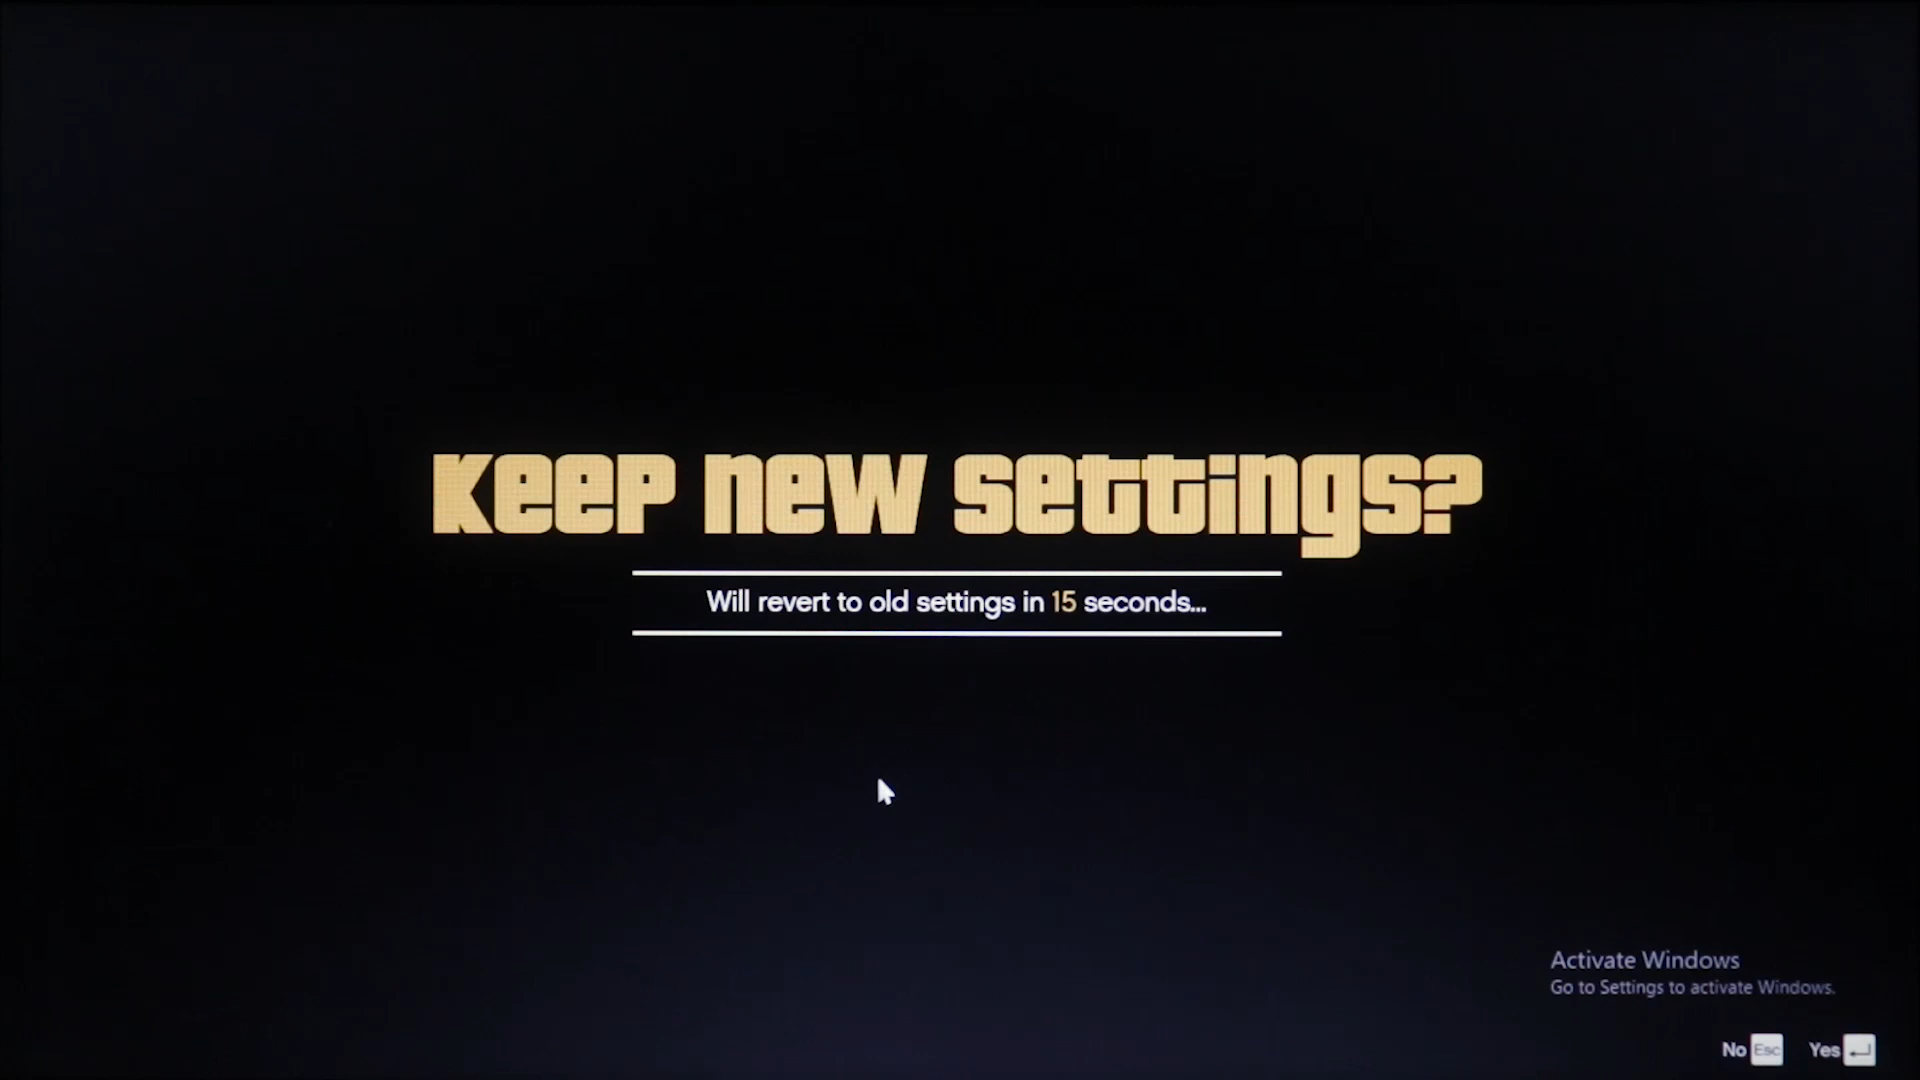 Keep new settings?
Will revert to old settings in 15 seconds...
Activate Windows
Go to Settings to activate Windows.
No Esc Yes